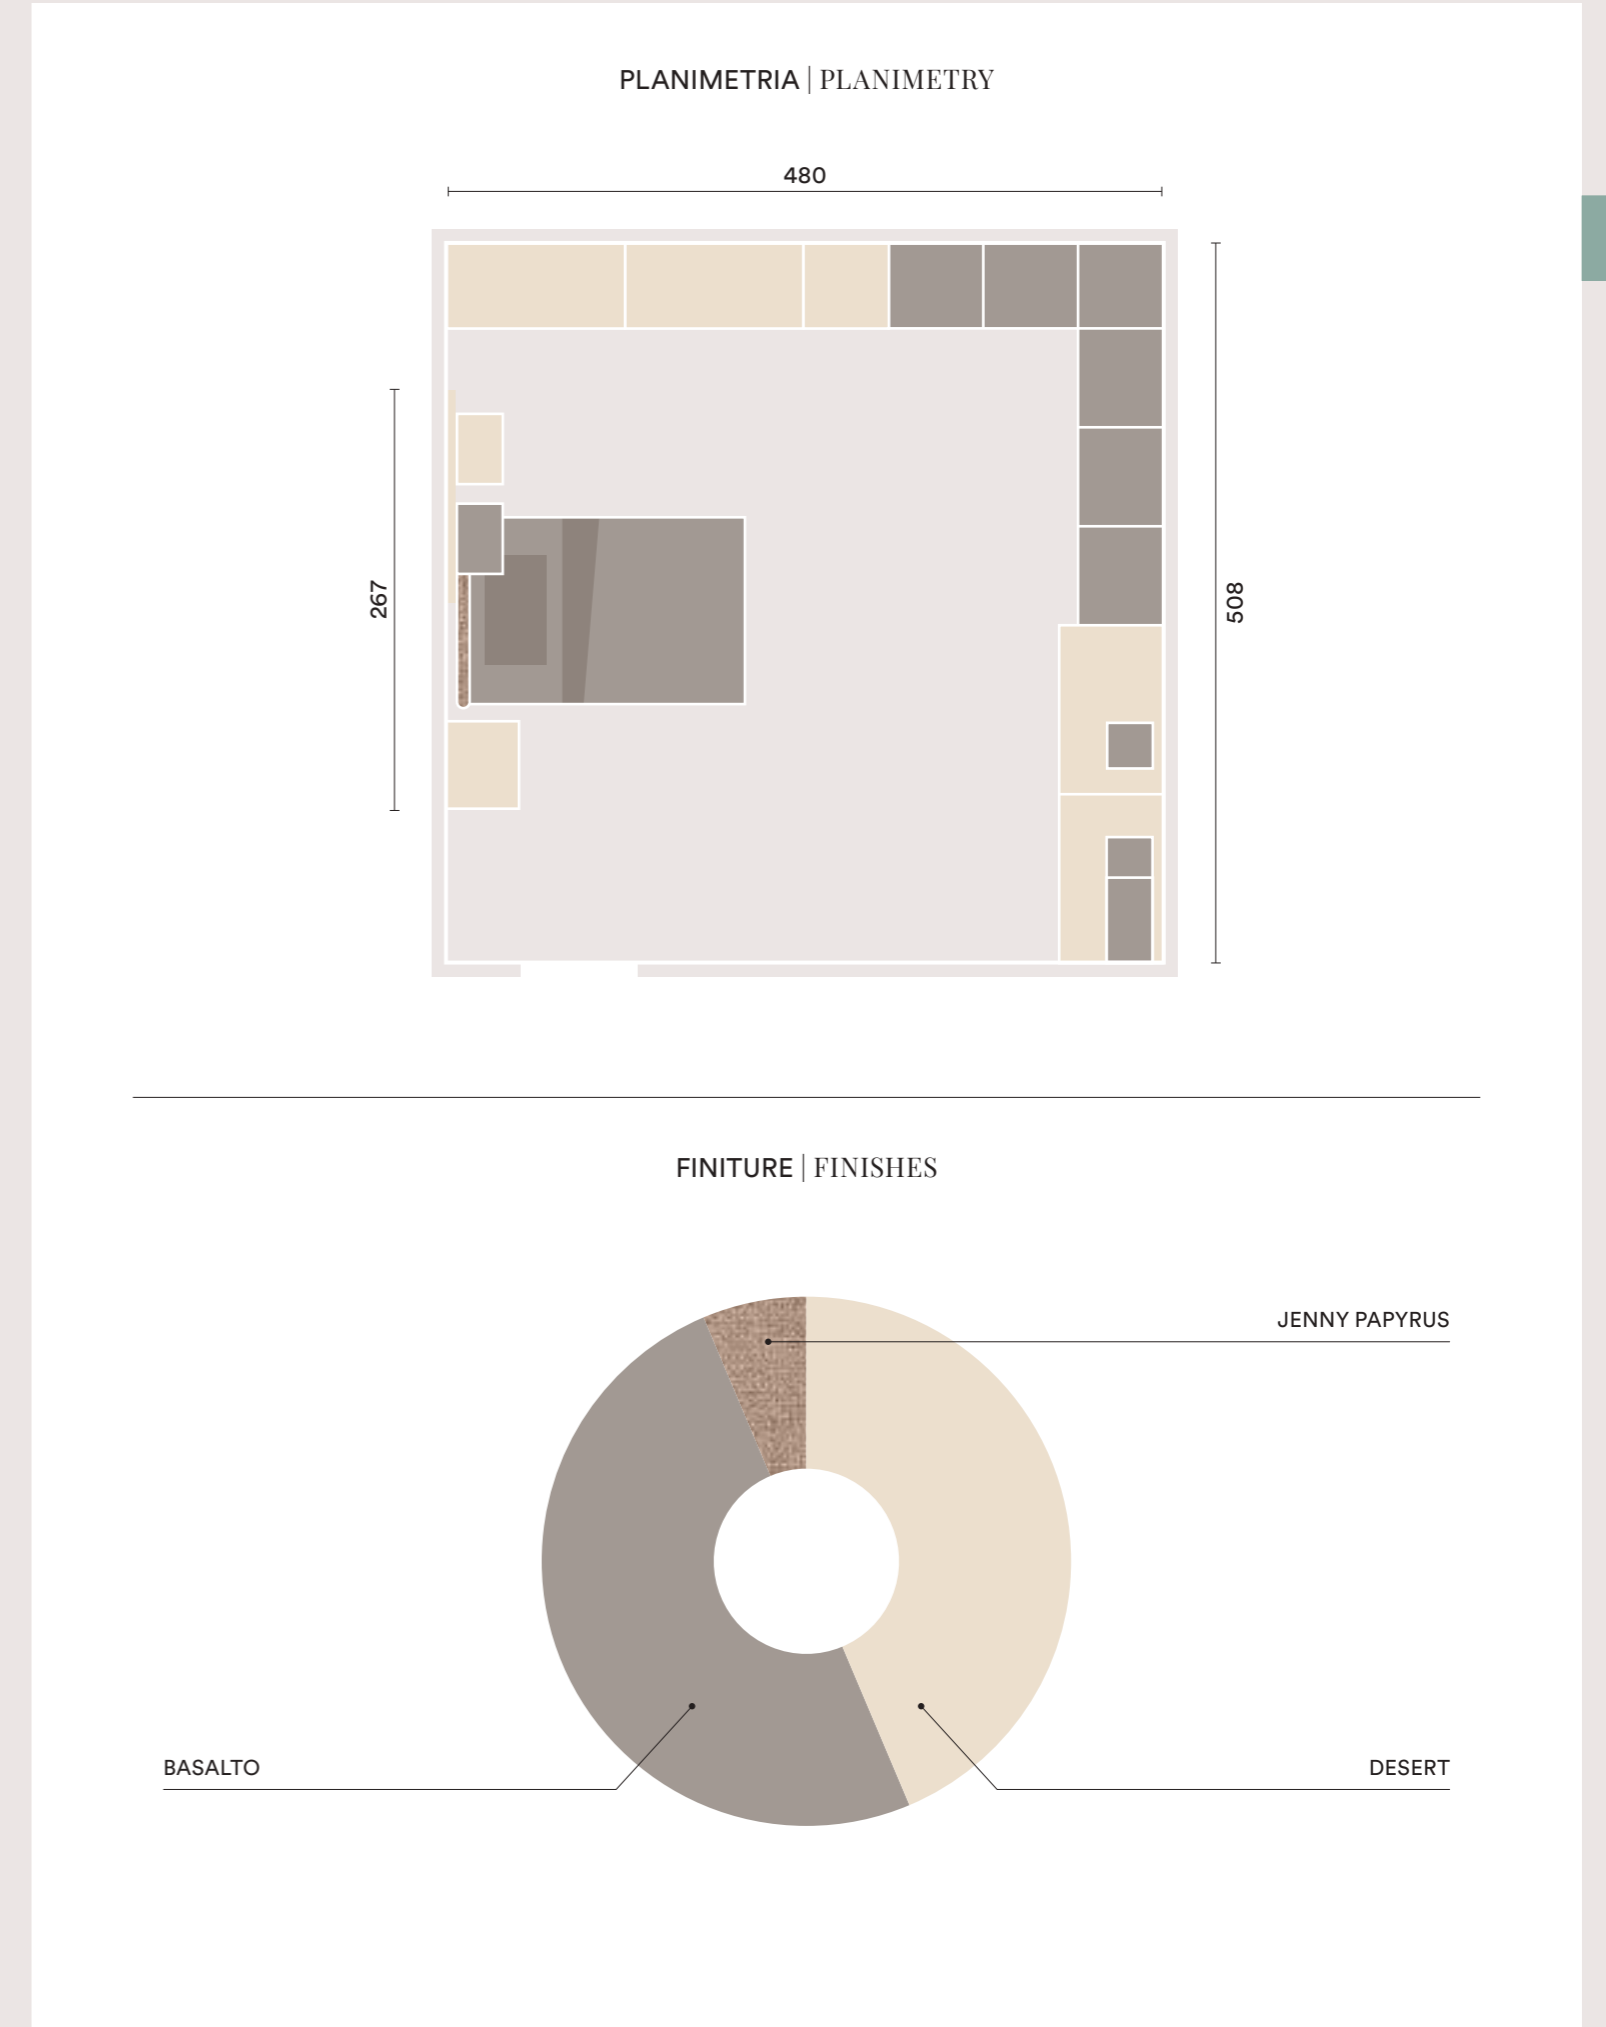 PLANIMETRIA | PLANIMETRY
480
267
508
FINITURE | FINISHES
JENNY PAPYRUS
BASALTO
DESERT